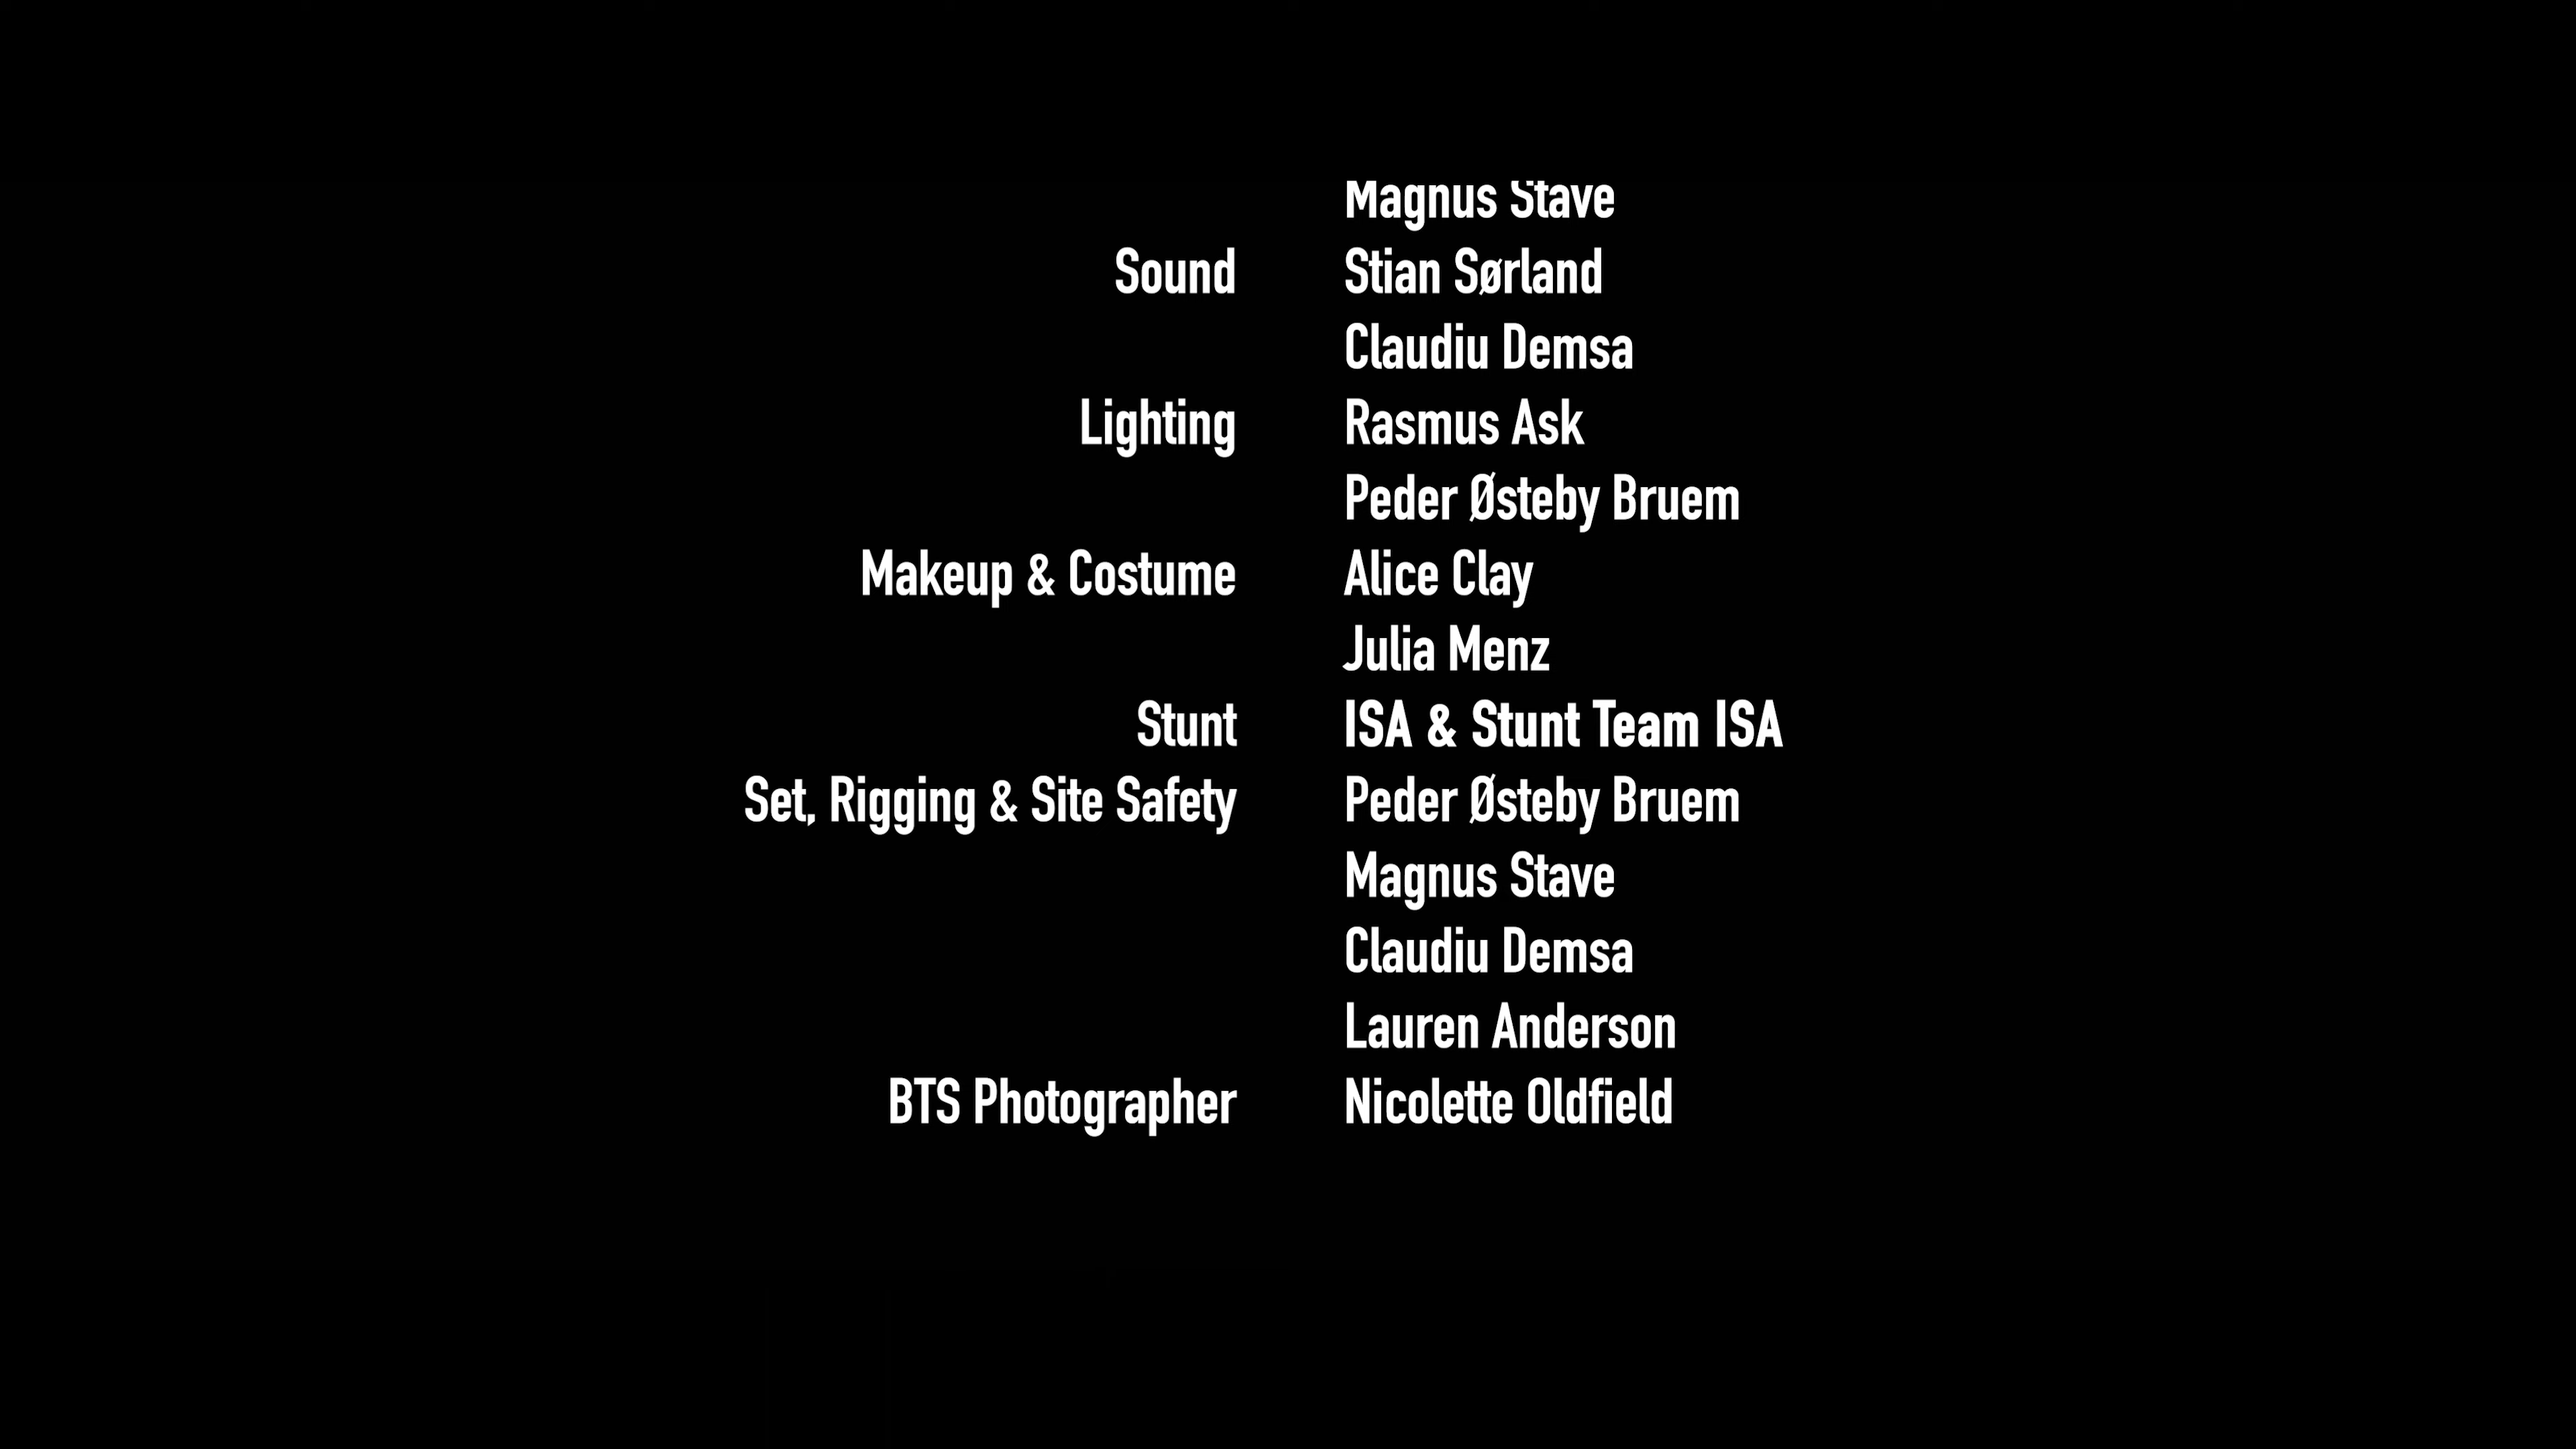 Magnus Stave
Sound Stian Sørland
Claudiu Demsa
Lighting Rasmus Ask
Peder Østeby Bruem
Makeup & Costume Alice Clay
Julia Menz
Stunt ISA & Stunt Team ISA
Set, Rigging & Site Safety Peder Østeby Bruem
Magnus Stave
Claudiu Demsa
Lauren Anderson
BTS Photographer Nicolette Oldfield